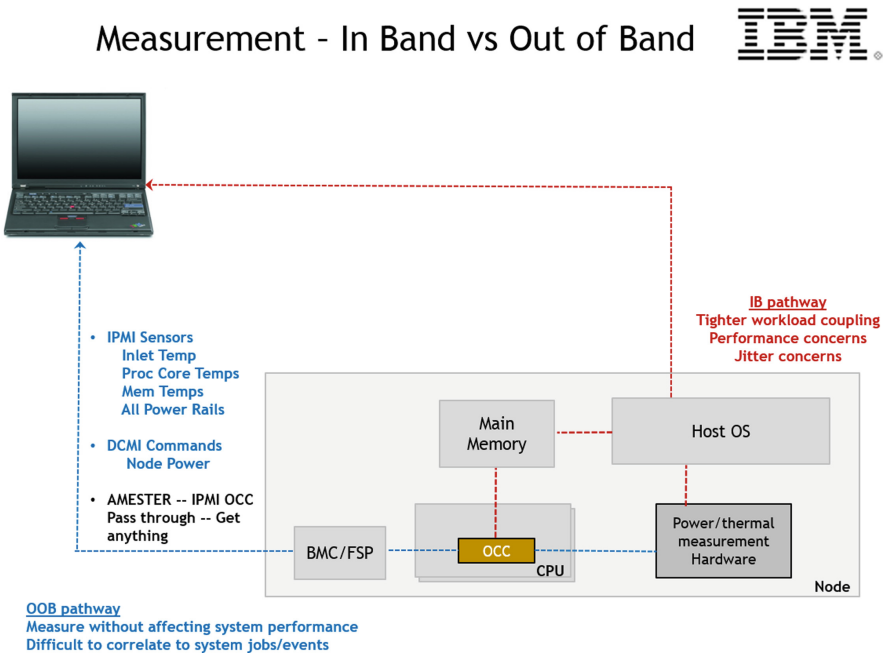 Measurement – In Band vs Out of Band
IBM
IB pathway
Tighter workload coupling
Performance concerns
Jitter concerns
• IPMI Sensors
Inlet Temp
Proc Core Temps
Mem Temps
All Power Rails
• DCMI Commands
Node Power
• AMESTER -- IPMI OCC
Pass through -- Get
anything
Main
Memory
Host OS
BMC/FSP
OCC
CPU
Power/thermal
measurement
Hardware
Node
OOB pathway
Measure without affecting system performance
Difficult to correlate to system jobs/events